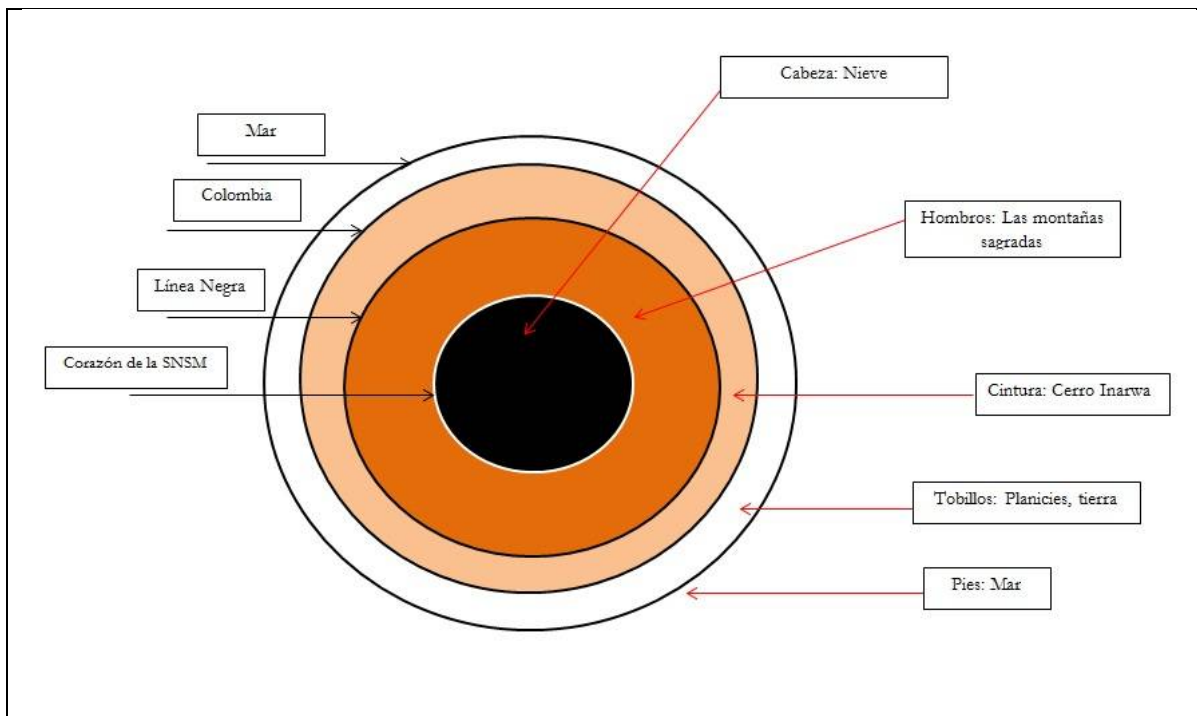 Cabeza: Nieve
Mar
Colombia
Hombros: Las montañas
sagradas
Línea Negra
Corazón de la SNSM
Cintura: Cerro Inarwa
Tobillos: Planicies, tierra
Pies: Mar